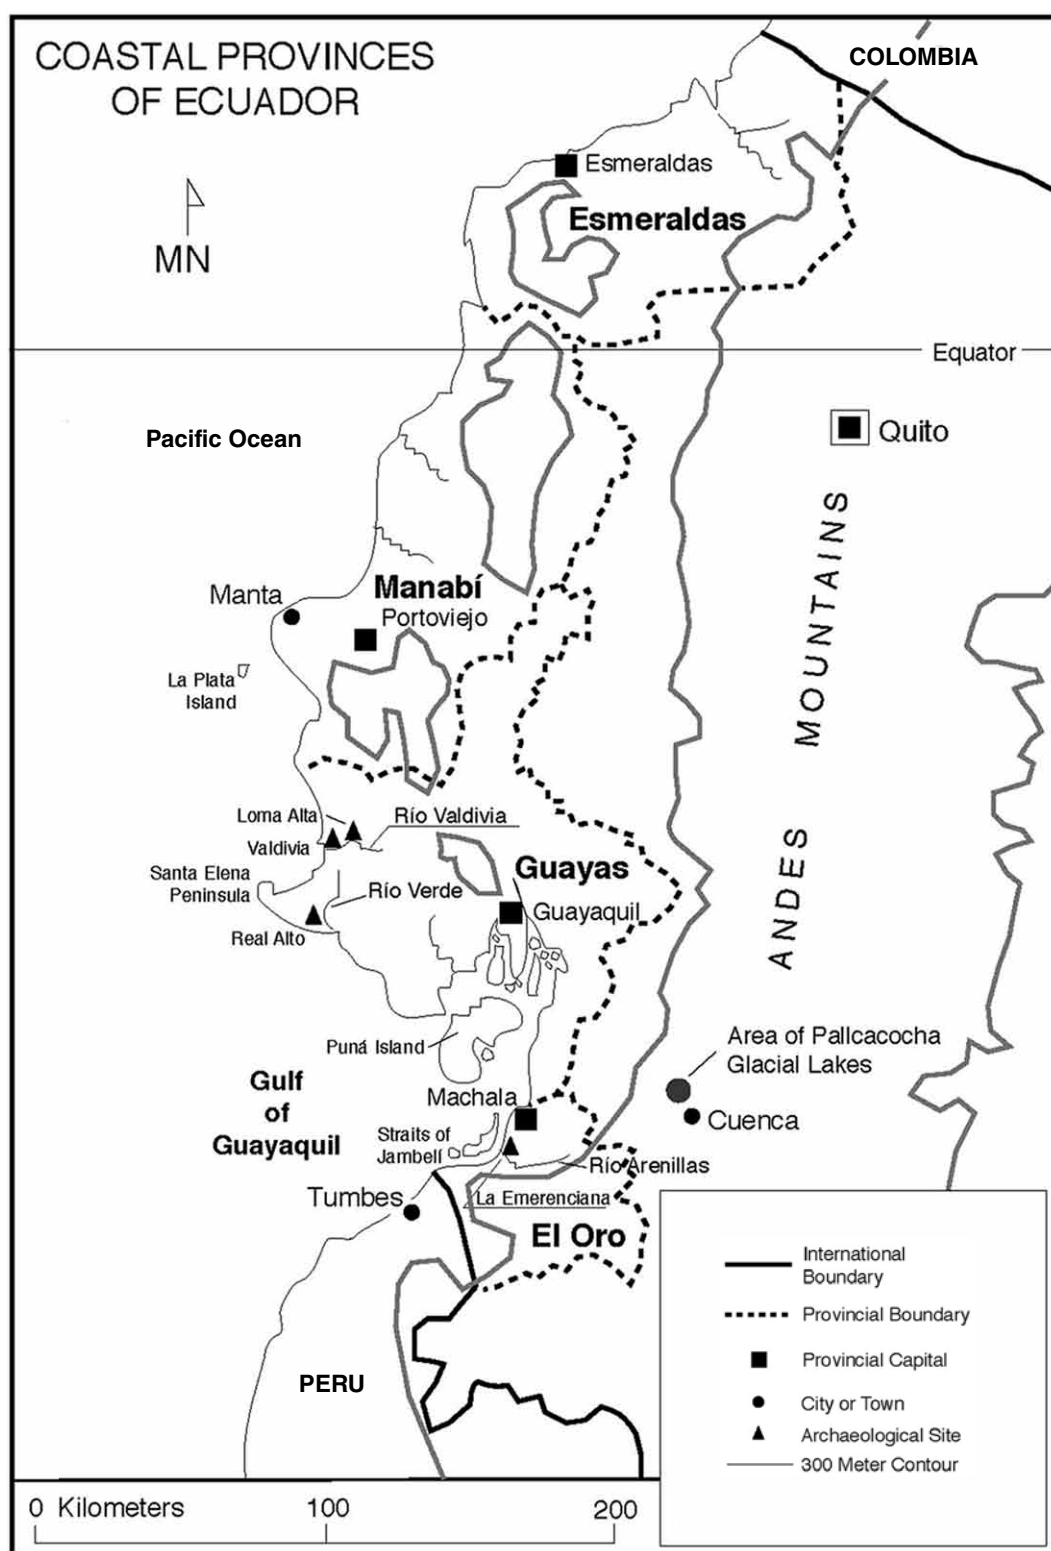 COASTAL PROVINCES
OF ECUADOR
COLOMBIA
MN
Esmeraldas
Esmeraldas
Equator
Pacific Ocean
Quito
ANDES MOUNTAINS
Manabí
Manta
Portoviejo
La Plata
Island
Loma Alta
Río Valdivia
Valdivia
Santa Elena
Peninsula
Río Verde
Guayas
Guayaquil
Real Alto
Puná Island
Area of Pallcacocha
Glacial Lakes
Gulf
of
Guayaquil
Machala
Cuenca
Straits of
Jambelí
Río Arenillas
Tumbes
La Emerenciana
El Oro
PERU
International
Boundary
Provincial Boundary
Provincial Capital
City or Town
Archaeological Site
300 Meter Contour
0 Kilometers 100 200